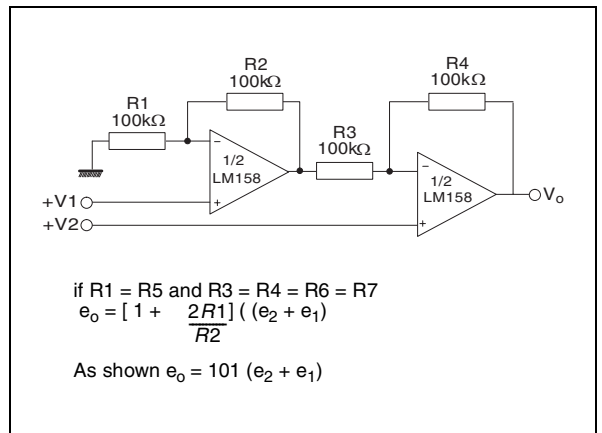 R2
100kΩ
R4
100kΩ
R1
100kΩ
R3
100kΩ
−
1/2
LM158
+
−
1/2
LM158
+
Vo
+V1
+V2
if R1 = R5 and R3 = R4 = R6 = R7
eo = [ 1 + 2R1/R2 ] ( (e2 + e1)
As shown eo = 101 (e2 + e1)